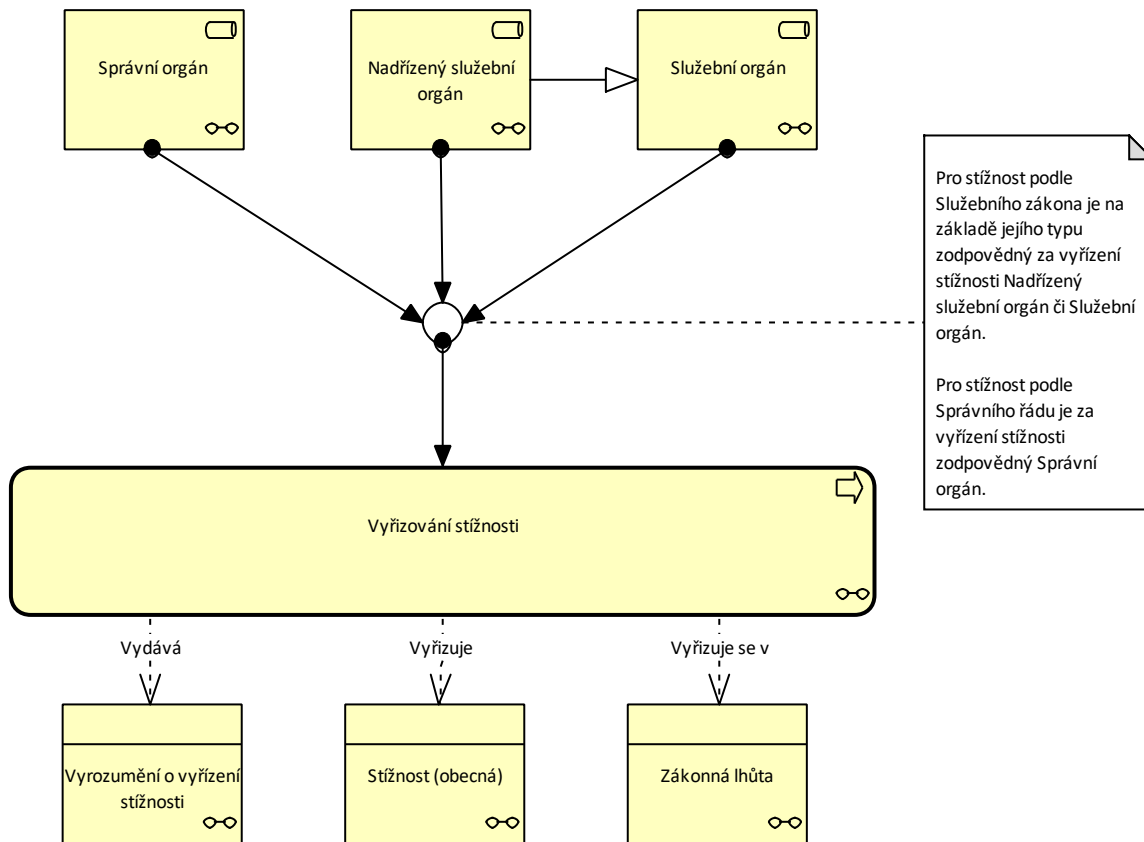 Správní orgán
Nadřízený služební
orgán
Služební orgán
Pro stížnost podle
Služebního zákona je na
základě jejího typu
zodpovědný za vyřízení
stížnosti Nadřízený
služební orgán či Služební
orgán.
Pro stížnost podle
Správního řádu je za
vyřízení stížnosti
zodpovědný Správní
orgán.
Vyřizování stížnosti
Vydává
Vyřizuje
Vyřizuje se v
Vyrozumění o vyřízení
stížnosti
Stížnost (obecná)
Zákonná lhůta